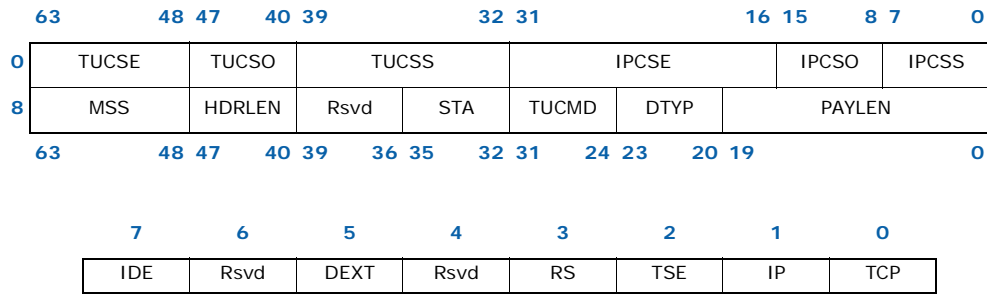 63 48 47 40 39 32 31 16 15 8 7 0
0 TUCSE TUCSO TUCSS IPCSE IPCSO IPCSS
8 MSS HDRLEN Rsvd STA TUCMD DTYP PAYLEN
63 48 47 40 39 36 35 32 31 24 23 20 19 0
7 6 5 4 3 2 1 0
IDE Rsvd DEXT Rsvd RS TSE IP TCP